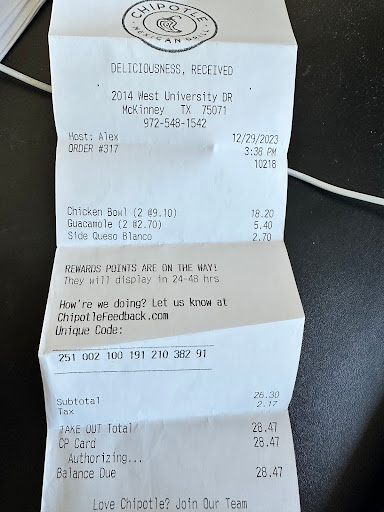 CHIPOTLE
MEXICAN GRILL
DELICIOUSNESS, RECEIVED
2014 West University DR
McKinney TX 75071
972-548-1542
Host: Alex 12/29/2023
ORDER #317 3:38 PM
10218
Chicken Bowl (2 @9.10) 18.20
Guacamole (2 @2.70) 5.40
Side Queso Blanco 2.70
REWARDS POINTS ARE ON THE WAY!
They will display in 24-48 hrs
How're we doing? Let us know at
ChipotleFeedback.com
Unique Code:
251 002 100 191 210 382 91
Subtotal 26.30
Tax 2.17
TAKE OUT Total 28.47
CP Card 28.47
Authorizing...
Balance Due 28.47
Love Chipotle? Join Our Team